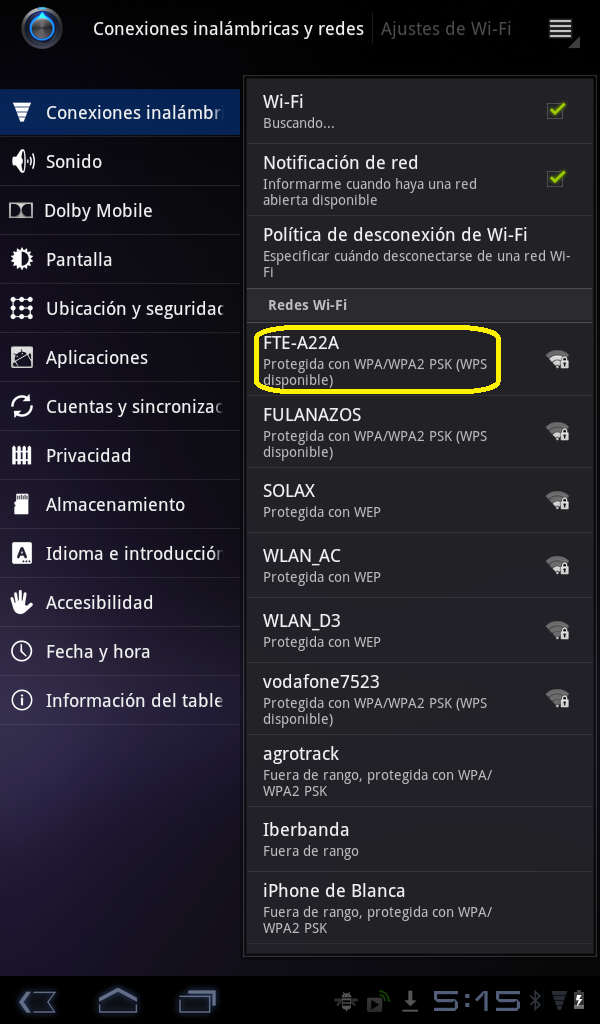 Conexiones inalámbricas y redes
Ajustes de Wi-Fi
Conexiones inalámbr
Sonido
Dolby Mobile
Pantalla
Ubicación y seguridad
Aplicaciones
Cuentas y sincronizac
Privacidad
Almacenamiento
Idioma e introducción
Accesibilidad
Fecha y hora
Información del table
Wi-Fi
Buscando...
Notificación de red
Informarme cuando haya una red
abierta disponible
Política de desconexión de Wi-Fi
Especificar cuándo desconectarse de una red Wi-
Fi
Redes Wi-Fi
FTE-A22A
Protegida con WPA/WPA2 PSK (WPS
disponible)
FULANAZOS
Protegida con WPA/WPA2 PSK (WPS
disponible)
SOLAX
Protegida con WEP
WLAN_AC
Protegida con WEP
WLAN_D3
Protegida con WEP
vodafone7523
Protegida con WPA/WPA2 PSK (WPS
disponible)
agrotrack
Fuera de rango, protegida con WPA/
WPA2 PSK
Iberbanda
Fuera de rango
iPhone de Blanca
Fuera de rango, protegida con WPA/
WPA2 PSK
5:15